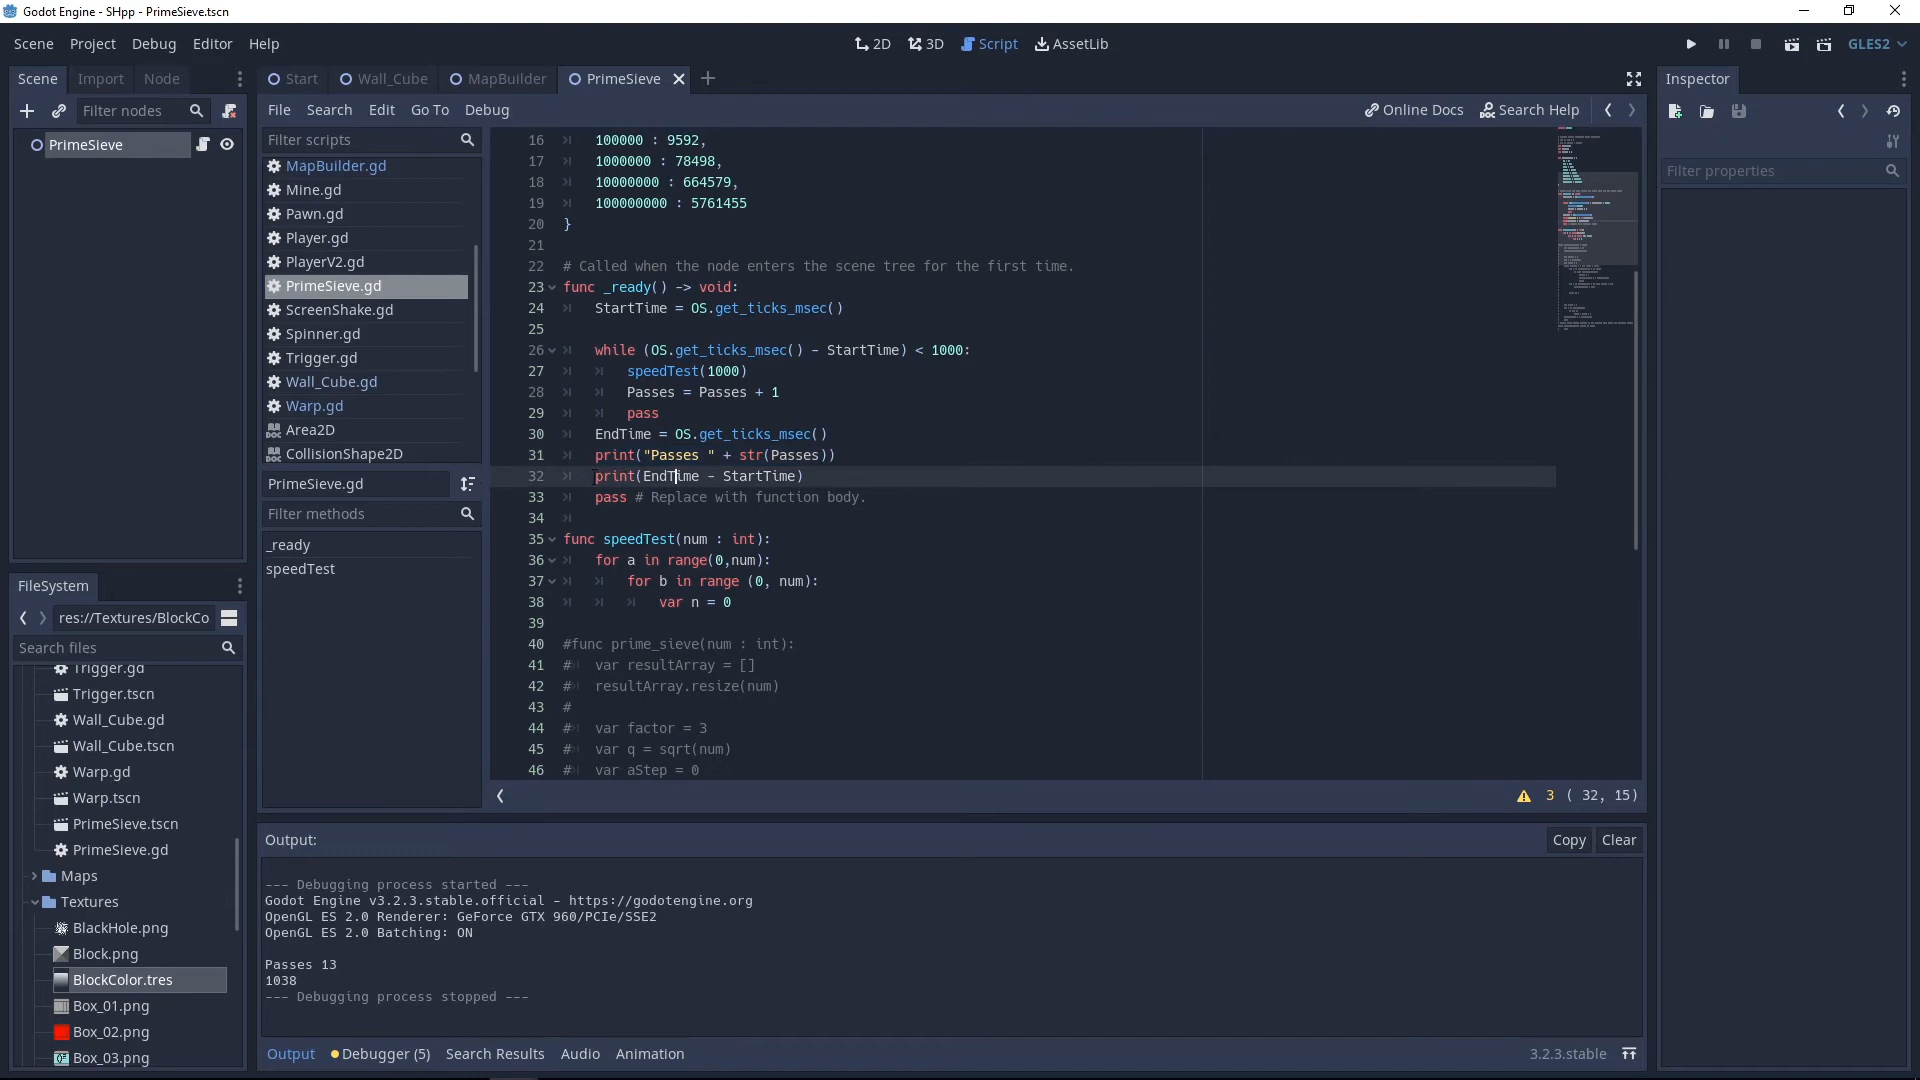 Godot Engine - SHpp - PrimeSieve.tscn
Scene Project Debug Editor Help
2D 3D Script AssetLib
GLES2
Scene Import Node
Filter nodes
PrimeSieve
Start Wall_Cube MapBuilder PrimeSieve
File Search Edit Go To Debug
Online Docs Search Help
Filter scripts
MapBuilder.gd
Mine.gd
Pawn.gd
Player.gd
PlayerV2.gd
PrimeSieve.gd
ScreenShake.gd
Spinner.gd
Trigger.gd
Wall_Cube.gd
Warp.gd
Area2D
CollisionShape2D
PrimeSieve.gd
Filter methods
_ready
speedTest
16 100000 : 9592,
17 1000000 : 78498,
18 10000000 : 664579,
19 100000000 : 5761455
20 }
21
22 # Called when the node enters the scene tree for the first time.
23 func _ready() -> void:
24 StartTime = OS.get_ticks_msec()
25
26 while (OS.get_ticks_msec() - StartTime) < 1000:
27 speedTest(1000)
28 Passes = Passes + 1
29 pass
30 EndTime = OS.get_ticks_msec()
31 print("Passes " + str(Passes))
32 print(EndTime - StartTime)
33 pass # Replace with function body.
34
35 func speedTest(num : int):
36 for a in range(0,num):
37 for b in range (0, num):
38 var n = 0
39
40 #func prime_sieve(num : int):
41 # var resultArray = []
42 # resultArray.resize(num)
43 #
44 # var factor = 3
45 # var q = sqrt(num)
46 # var aStep = 0
3 ( 32, 15)
Inspector
Filter properties
FileSystem
res://Textures/BlockCo
Search files
Trigger.gd
Trigger.tscn
Wall_Cube.gd
Wall_Cube.tscn
Warp.gd
Warp.tscn
PrimeSieve.tscn
PrimeSieve.gd
Maps
Textures
BlackHole.png
Block.png
BlockColor.tres
Box_01.png
Box_02.png
Box_03.png
Output:
Copy Clear
--- Debugging process started ---
Godot Engine v3.2.3.stable.official - https://godotengine.org
OpenGL ES 2.0 Renderer: GeForce GTX 960/PCIe/SSE2
OpenGL ES 2.0 Batching: ON
Passes 13
1038
--- Debugging process stopped ---
Output Debugger (5) Search Results Audio Animation
3.2.3.stable